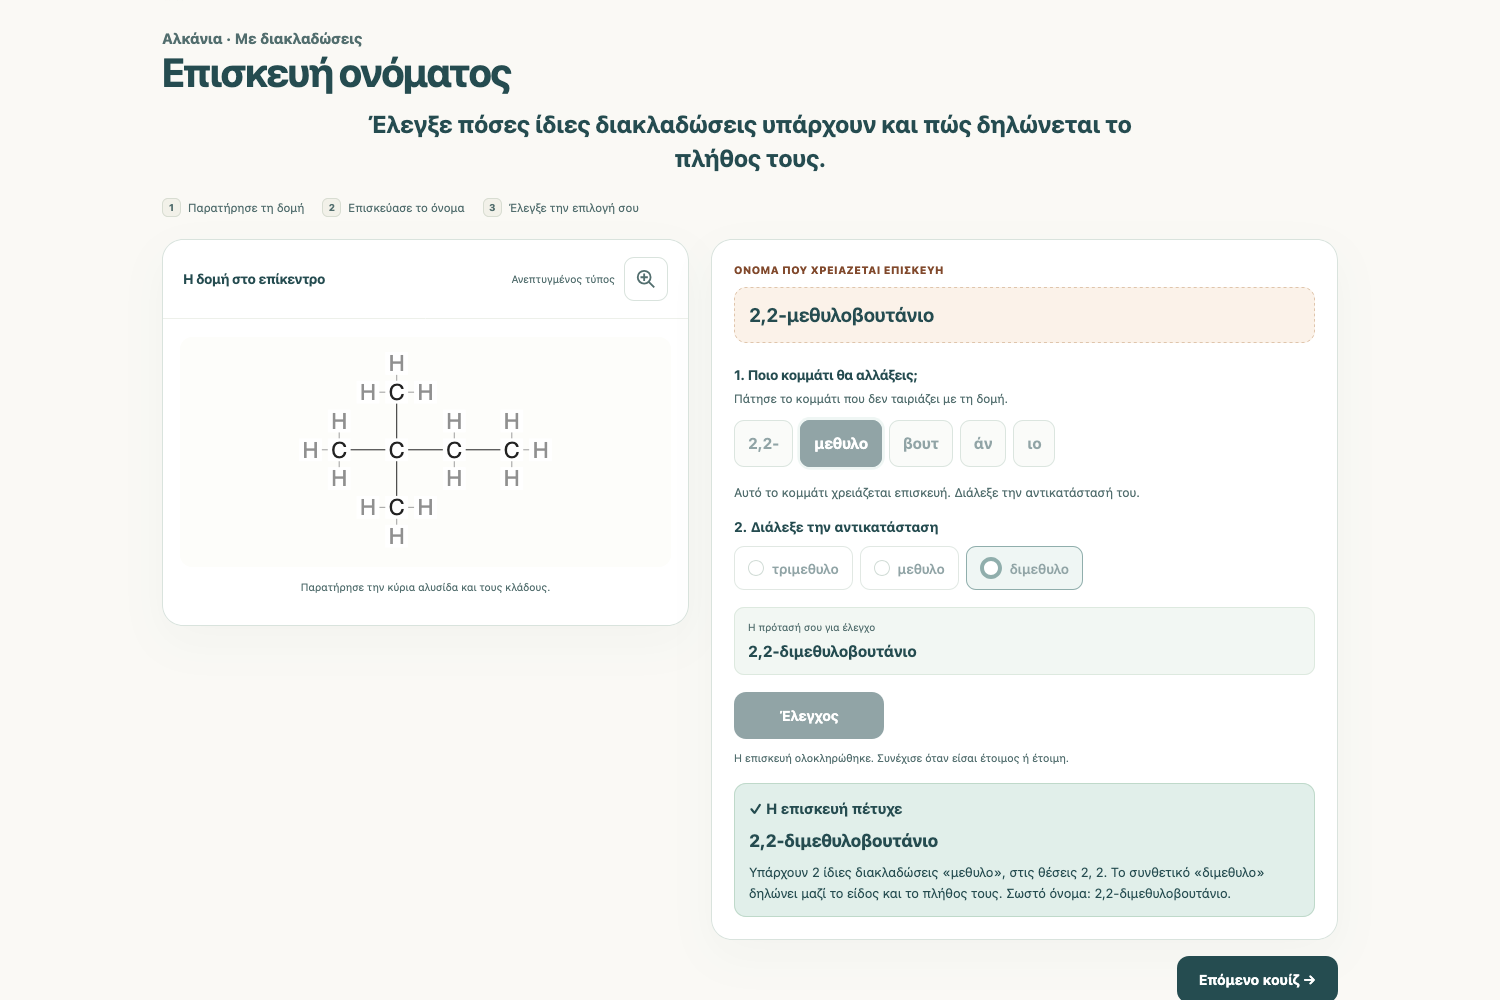 Αλκάνια · Με διακλαδώσεις
Επισκευή ονόματος
Έλεγξε πόσες ίδιες διακλαδώσεις υπάρχουν και πώς δηλώνεται το
πλήθος τους.
1 Παρατήρησε τη δομή 2 Επισκεύασε το όνομα 3 Έλεγξε την επιλογή σου
Η δομή στο επίκεντρο
Ανεπτυγμένος τύπος
H
H C H
H H H
H C C C C H
H H H
H C H
H
Παρατήρησε την κύρια αλυσίδα και τους κλάδους.
ΟΝΟΜΑ ΠΟΥ ΧΡΕΙΑΖΕΤΑΙ ΕΠΙΣΚΕΥΗ
2,2-μεθυλοβουτάνιο
1. Ποιο κομμάτι θα αλλάξεις;
Πάτησε το κομμάτι που δεν ταιριάζει με τη δομή.
2,2- μεθυλο βουτ άν ιο
Αυτό το κομμάτι χρειάζεται επισκευή. Διάλεξε την αντικατάστασή του.
2. Διάλεξε την αντικατάσταση
τριμεθυλο μεθυλο διμεθυλο
Η πρότασή σου για έλεγχο
2,2-διμεθυλοβουτάνιο
Έλεγχος
Η επισκευή ολοκληρώθηκε. Συνέχισε όταν είσαι έτοιμος ή έτοιμη.
✓ Η επισκευή πέτυχε
2,2-διμεθυλοβουτάνιο
Υπάρχουν 2 ίδιες διακλαδώσεις «μεθυλο», στις θέσεις 2, 2. Το συνθετικό «διμεθυλο»
δηλώνει μαζί το είδος και το πλήθος τους. Σωστό όνομα: 2,2-διμεθυλοβουτάνιο.
Επόμενο κουίζ →